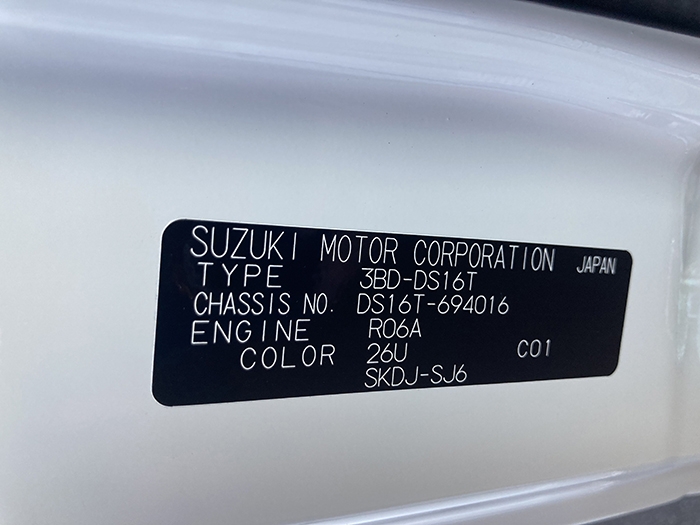 SUZUKI MOTOR CORPORATION JAPAN
TYPE 3BD-DS16T
CHASSIS NO. DS16T-694016
ENGINE R06A
COLOR 26U C01
SKDJ-SJ6